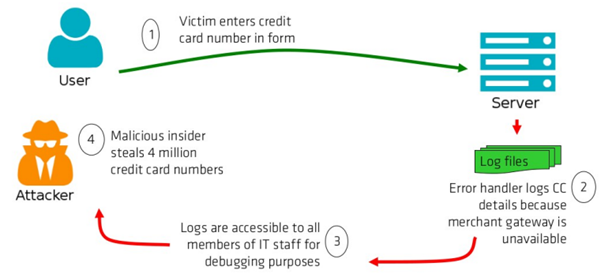 1
Victim enters credit
card number in form
User
Server
Attacker
4
Malicious insider
steals 4 million
credit card numbers
Log files
Error handler logs CC
details because
merchant gateway is
unavailable
2
Logs are accessible to all
members of IT staff for
debugging purposes
3